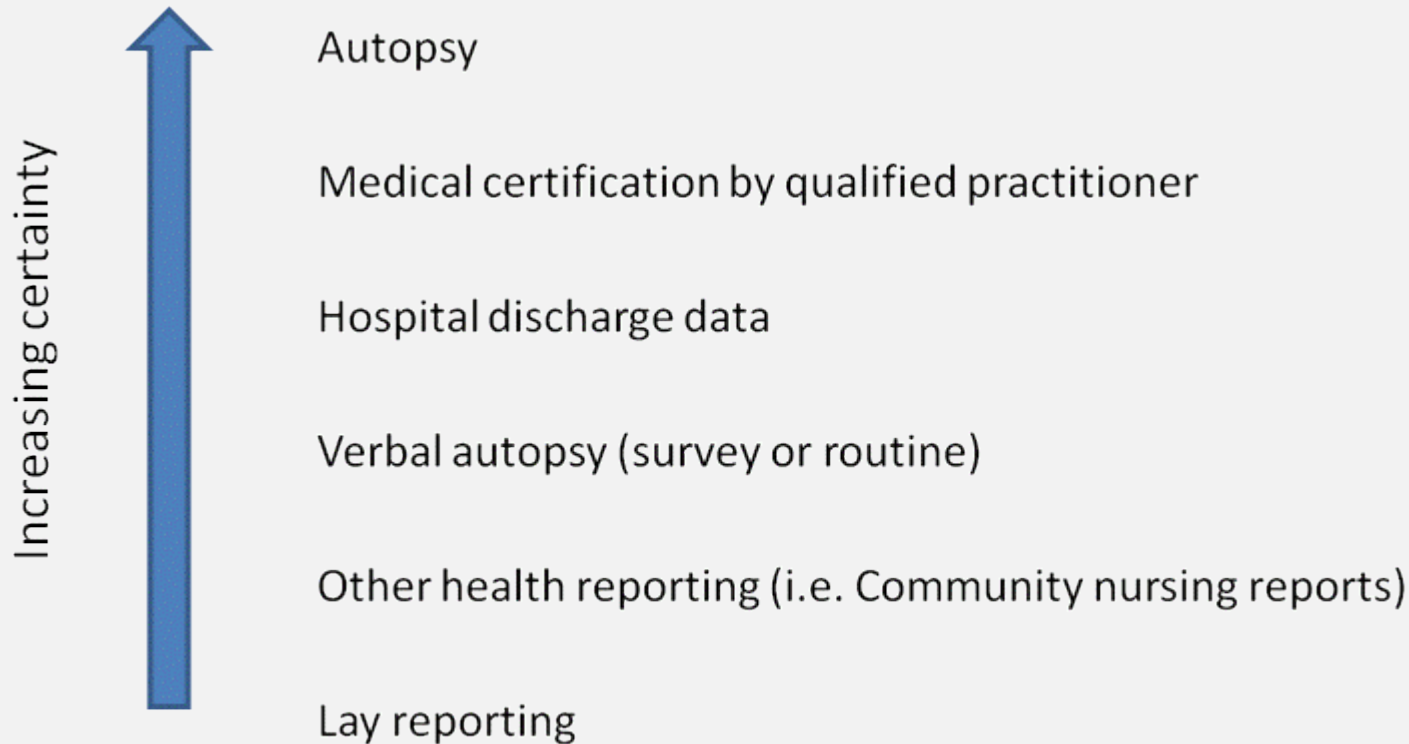 Increasing certainty
Autopsy
Medical certification by qualified practitioner
Hospital discharge data
Verbal autopsy (survey or routine)
Other health reporting (i.e. Community nursing reports)
Lay reporting